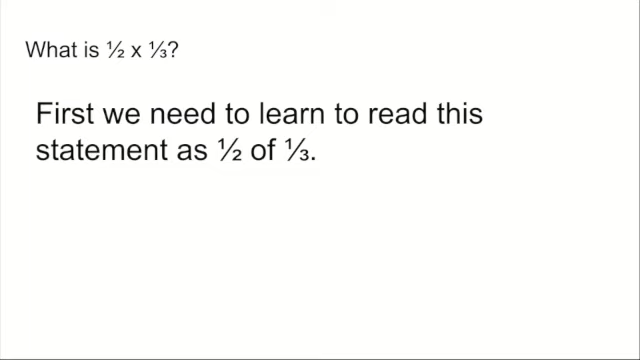 What is ½ x ⅓?
First we need to learn to read this
statement as ½ of ⅓.